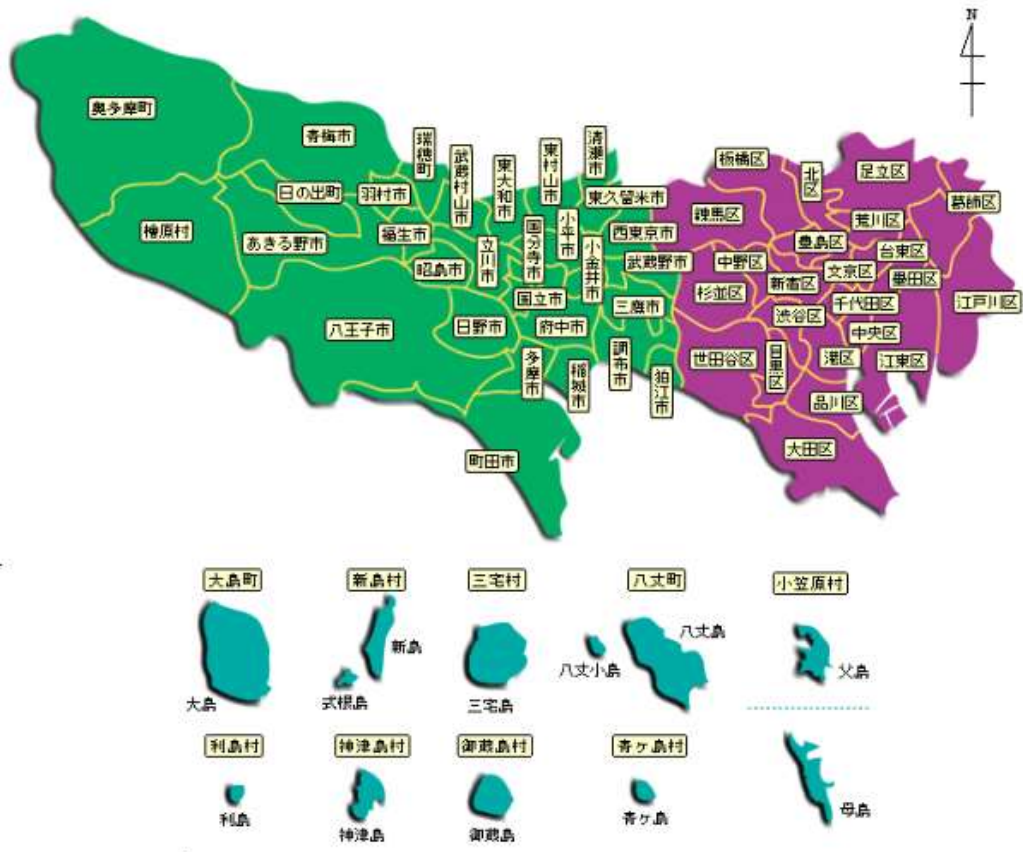 N
奥多摩町
青梅市
瑞穂町
武蔵村山市
東大和市
東村山市
清瀬市
日の出町
羽村市
東久留米市
檜原村
あきる野市
福生市
立川市
国分寺市
小平市
小金井市
西東京市
昭島市
武蔵野市
八王子市
日野市
国立市
府中市
三鷹市
多摩市
稲城市
調布市
狛江市
町田市
板橋区
北区
足立区
葛飾区
練馬区
荒川区
豊島区
台東区
中野区
文京区
墨田区
杉並区
新宿区
千代田区
江戸川区
渋谷区
中央区
世田谷区
目黒区
港区
江東区
品川区
大田区
大島町
新島村
三宅村
八丈町
小笠原村
新島
八丈島
八丈小島
父島
大島
式根島
三宅島
利島村
神津島村
御蔵島村
青ケ島村
利島
神津島
御蔵島
青ケ島
母島